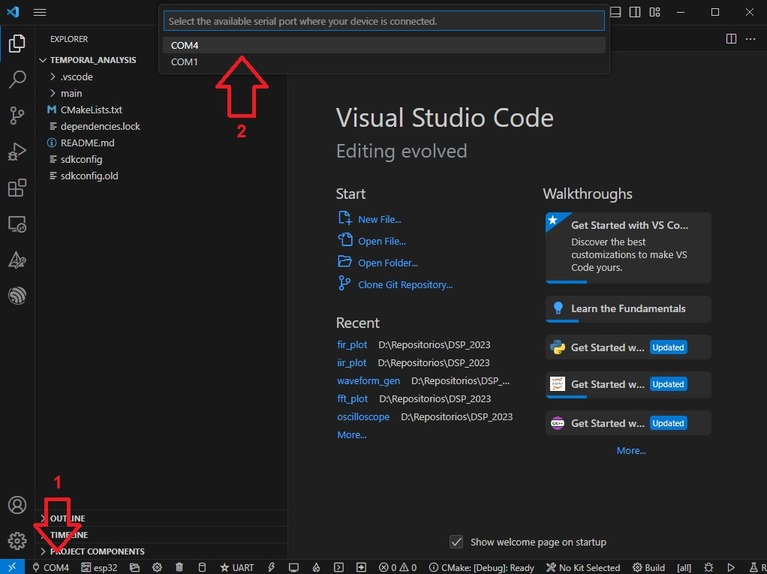 Select the available serial port where your device is connected.
COM4
COM1
2
EXPLORER
TEMPORAL_ANALYSIS
.vscode
main
CMakeLists.txt
dependencies.lock
README.md
sdkconfig
sdkconfig.old
Visual Studio Code
Editing evolved
Start
New File...
Open File...
Open Folder...
Clone Git Repository...
Recent
fir_plot D:\Repositorios\DSP_2023
iir_plot D:\Repositorios\DSP_2023
waveform_gen D:\Repositorios\DSP_...
fft_plot D:\Repositorios\DSP_2023
oscilloscope D:\Repositorios\DSP_2023
More...
Walkthroughs
Get Started with VS Co...
Discover the best
customizations to make VS
Code yours.
Learn the Fundamentals
Get Started w... Updated
Get Started w... Updated
Get Started w... Updated
More...
1
OUTLINE
TIMELINE
PROJECT COMPONENTS
Show welcome page on startup
COM4 esp32 UART 0 0 CMake: [Debug]: Ready No Kit Selected Build [all] R